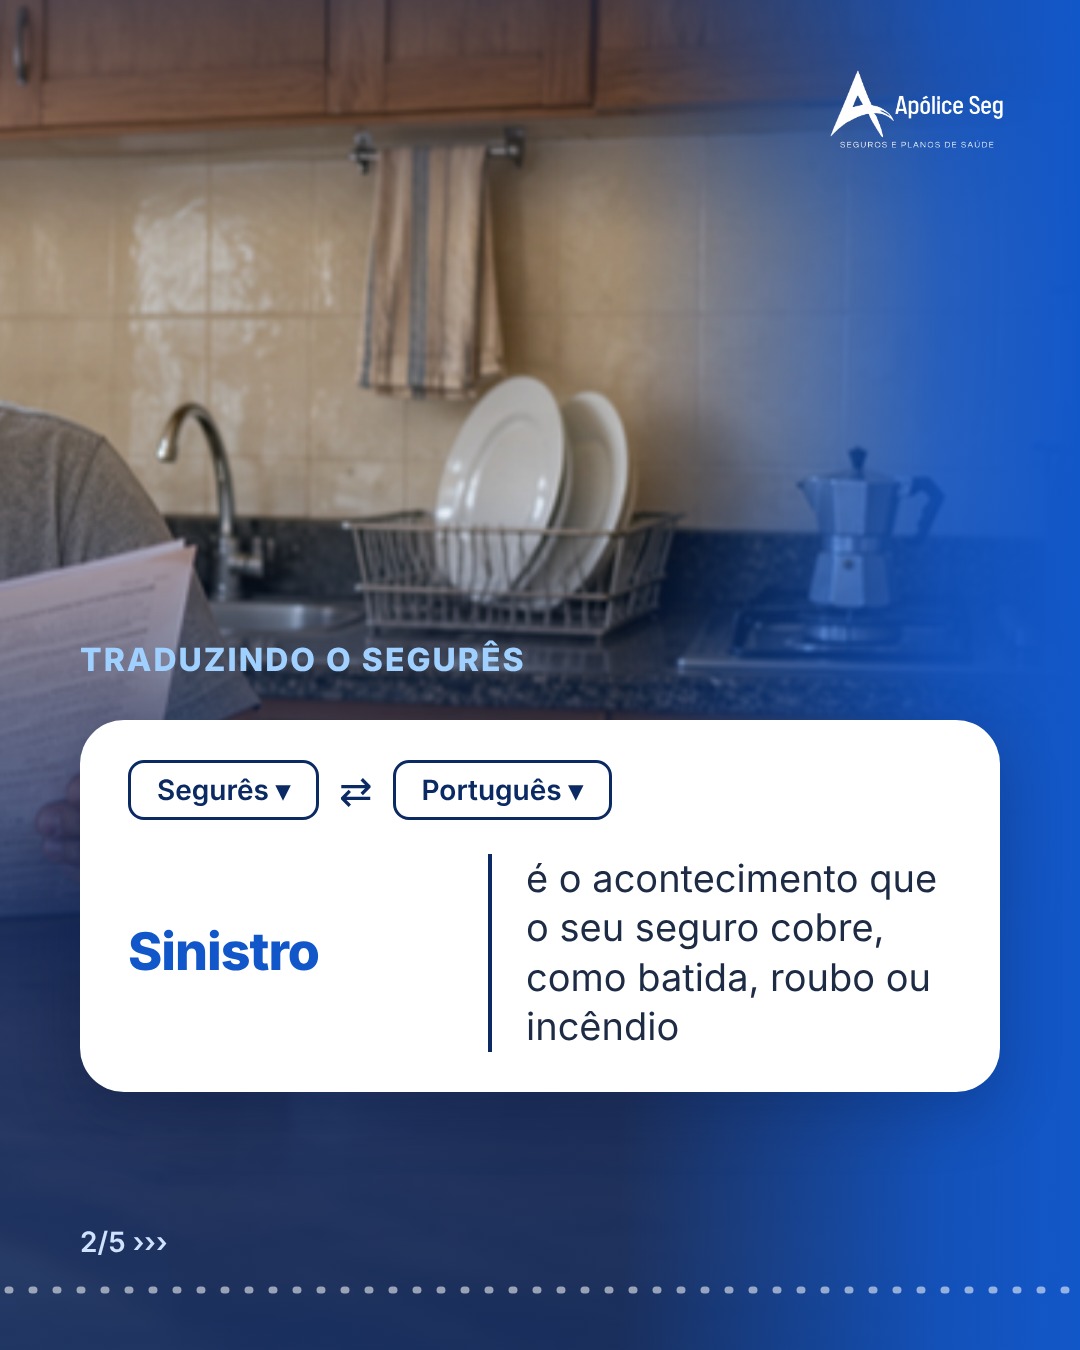 Apólice Seg
SEGUROS E PLANOS DE SAÚDE
TRADUZINDO O SEGURÊS
Segurês ▾ ⇄ Português ▾
Sinistro
é o acontecimento que
o seu seguro cobre,
como batida, roubo ou
incêndio
2/5 ›››